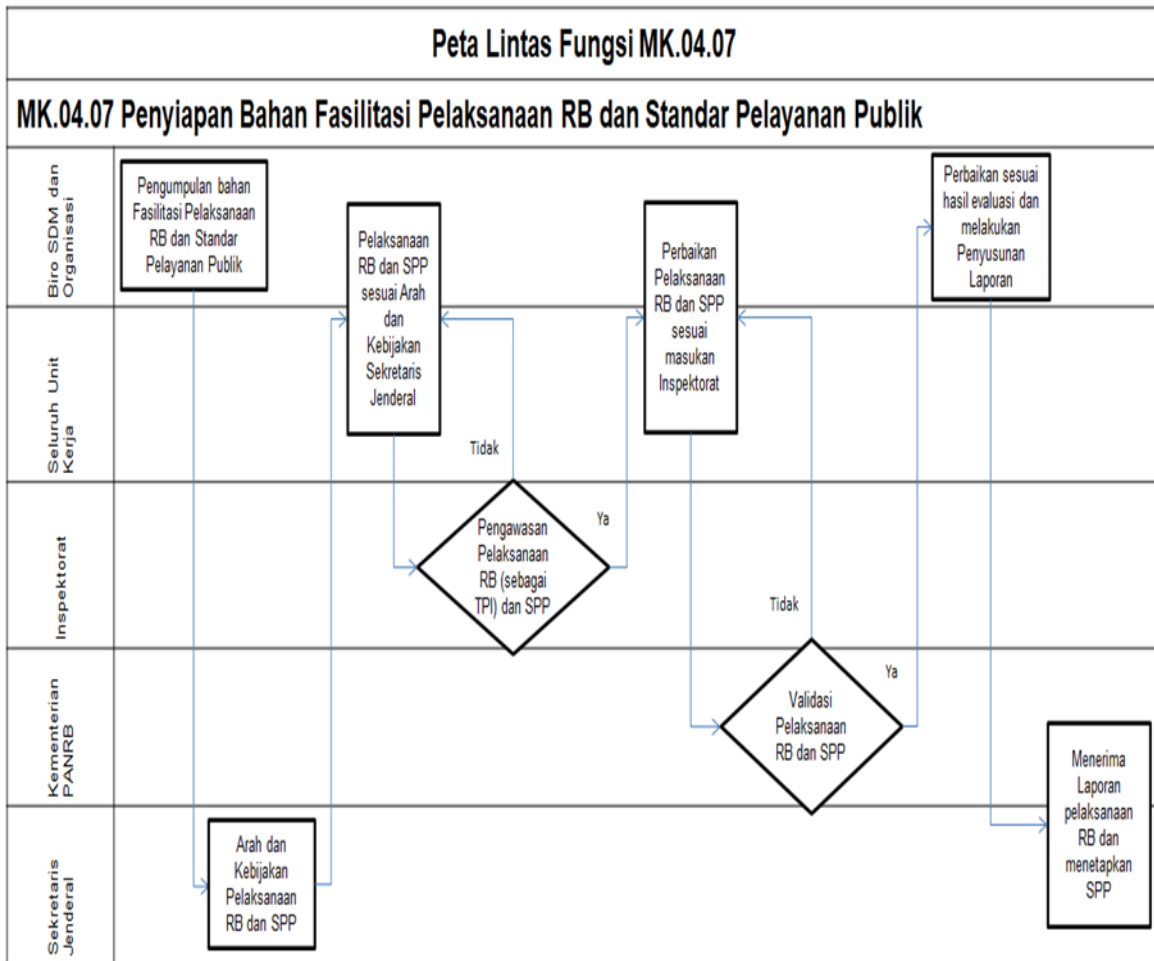 Peta Lintas Fungsi MK.04.07
MK.04.07 Penyiapan Bahan Fasilitasi Pelaksanaan RB dan Standar Pelayanan Publik
Biro SDM dan
Organisasi
Pengumpulan bahan
Fasilitasi Pelaksanaan
RB dan Standar
Pelayanan Publik
Pelaksanaan
RB dan SPP
sesuai Arah
dan
Kebijakan
Sekretaris
Jenderal
Perbaikan
Pelaksanaan
RB dan SPP
sesuai
masukan
Inspektorat
Perbaikan sesuai
hasil evaluasi dan
melakukan
Penyusunan
Laporan
Seluruh Unit
Kerja
Tidak
Inspektorat
Pengawasan
Pelaksanaan
RB (sebagai
TPI) dan SPP
Ya
Tidak
Kementerian
PANRB
Validasi
Pelaksanaan
RB dan SPP
Ya
Menerima
Laporan
pelaksanaan
RB dan
menetapkan
SPP
Sekretaris
Jenderal
Arah dan
Kebijakan
Pelaksanaan
RB dan SPP